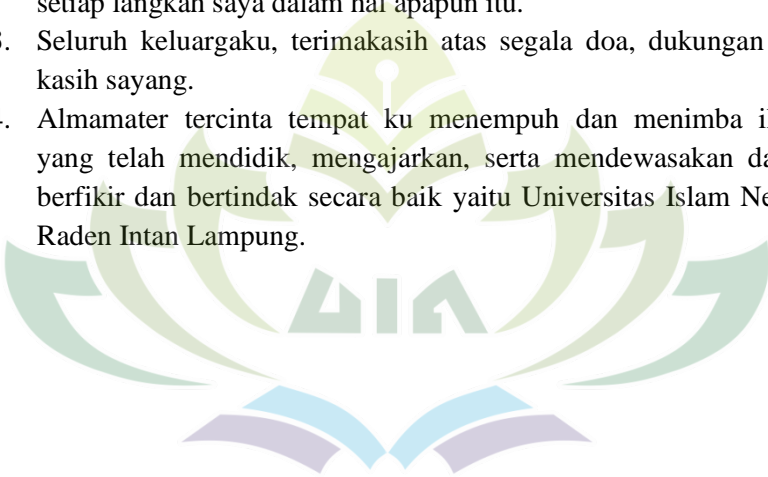 setiap langkah saya dalam hal apapun itu.
3. Seluruh keluargaku, terimakasih atas segala doa, dukungan
kasih sayang.
Almamater tercinta tempat ku menempuh dan menimba
yang telah mendidik, mengajarkan, serta mendewasakan
berfikir dan bertindak secara baik yaitu Universitas Islam
Raden Intan Lampung.
UIN